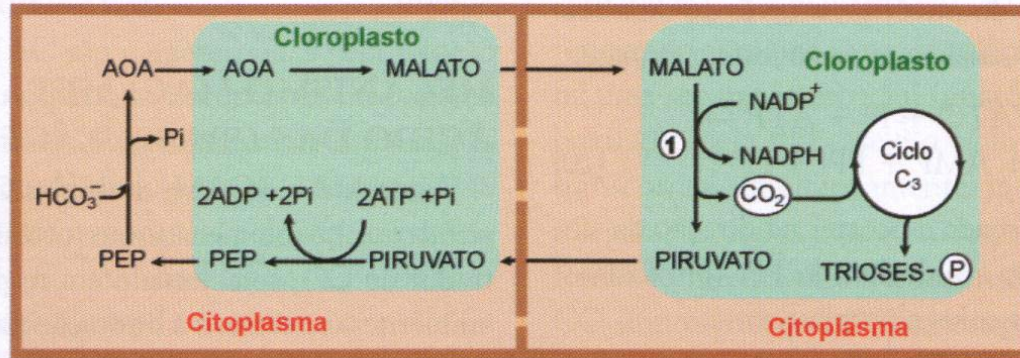 Cloroplasto
AOA AOA MALATO
Pi
HCO₃⁻
2ADP +2Pi 2ATP +Pi
PEP PEP PIRUVATO
Citoplasma
MALATO Cloroplasto
NADP⁺
1
NADPH
CO₂
Ciclo
C₃
PIRUVATO
TRIOSES-P
Citoplasma